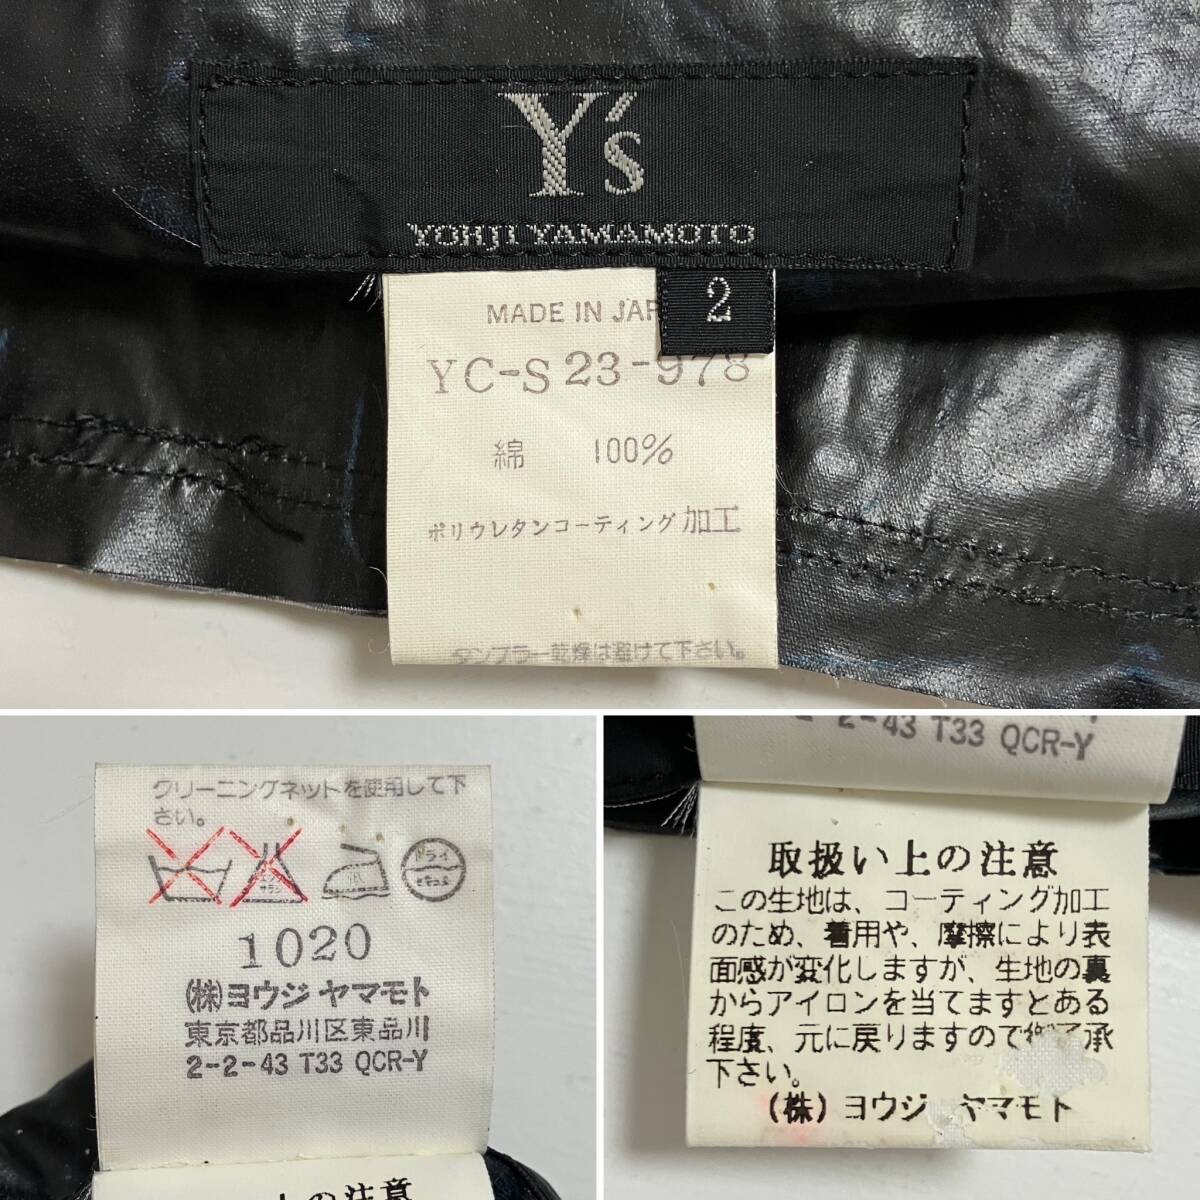 Y's
YOHJI YAMAMOTO
2
MADE IN JAP
YC-S 23-978
綿 100%
ポリウレタンコーティング 加工
タンブラー乾燥は避けて下さい。
クリーニングネットを使用して下
さい。
ドライ
1020
(株)ヨウジ ヤマモト
東京都品川区東品川
2-2-43 T33 QCR-Y
上の注意
2-2-43 T33 QCR-Y
取扱い上の注意
この生地は、コーティング加工
のため、着用や、摩擦により表
面感が変化しますが、生地の裏
からアイロンを当てますとある
程度、元に戻りますので 承
下さい。
(株)ヨウジ ヤマモト